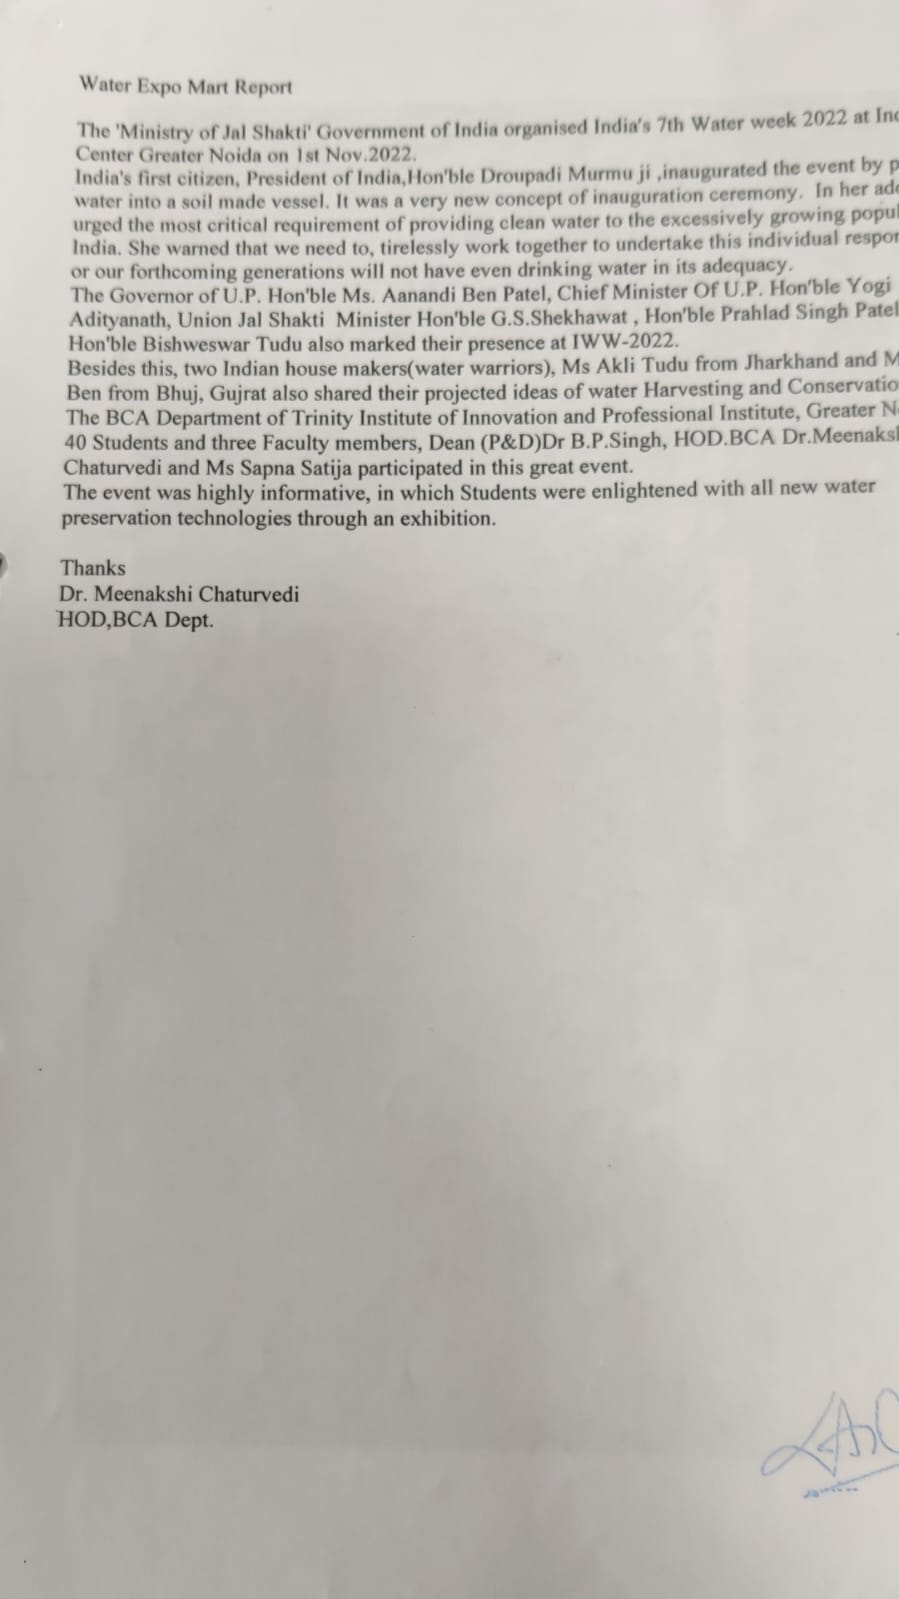 Water Expo Mart Report
The 'Ministry of Jal Shakti' Government of India organised India's 7th Water week 2022 at
Center Greater Noida on 1st Nov.2022.
India's first citizen, President of India,Hon'ble Droupadi Murmu ji ,inaugurated the event by
water into a soil made vessel. It was a very new concept of inauguration ceremony. In her
urged the most critical requirement of providing clean water to the excessively growing
India. She warned that we need to, tirelessly work together to undertake this individual
or our forthcoming generations will not have even drinking water in its adequacy.
The Governor of U.P. Hon'ble Ms. Aanandi Ben Patel, Chief Minister Of U.P. Hon'ble Yogi
Adityanath, Union Jal Shakti Minister Hon'ble G.S.Shekhawat , Hon'ble Prahlad Singh Patel
Hon'ble Bishweswar Tudu also marked their presence at IWW-2022.
Besides this, two Indian house makers(water warriors), Ms Akli Tudu from Jharkhand and
Ben from Bhuj, Gujrat also shared their projected ideas of water Harvesting and
The BCA Department of Trinity Institute of Innovation and Professional Institute, Greater
40 Students and three Faculty members, Dean (P&D)Dr B.P.Singh, HOD.BCA
Chaturvedi and Ms Sapna Satija participated in this great event.
The event was highly informative, in which Students were enlightened with all new water
preservation technologies through an exhibition.
Thanks
Dr. Meenakshi Chaturvedi
HOD,BCA Dept.